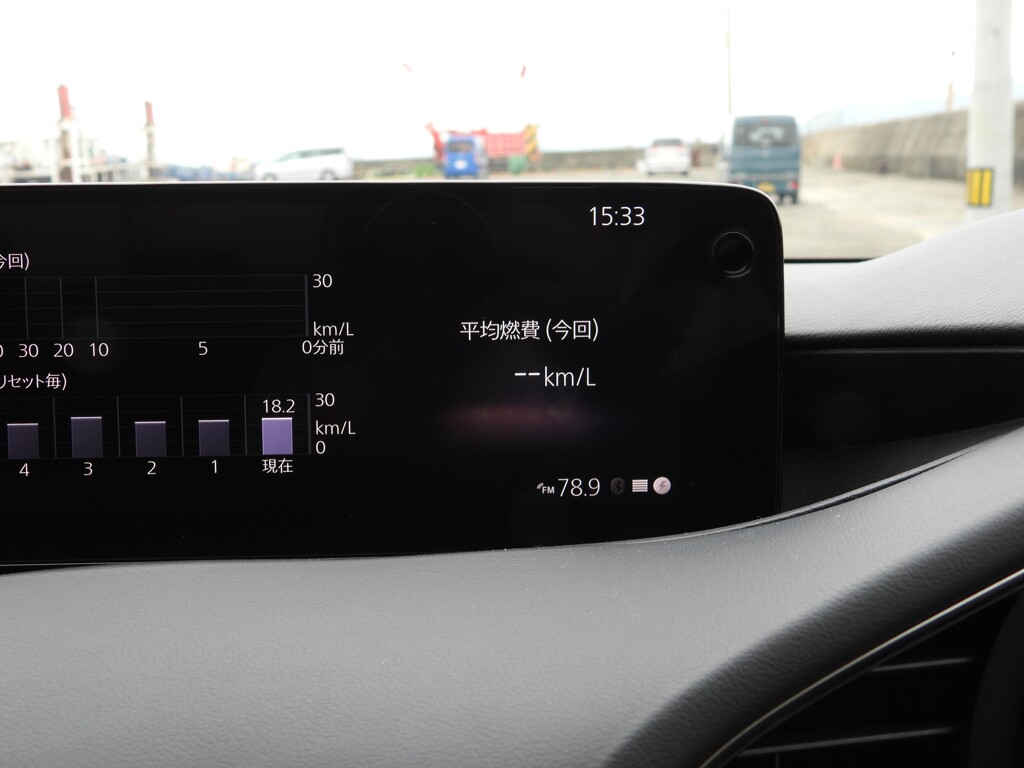 15:33
今回)
30
km/L
30 20 10 5 0分前
平均燃費 (今回)
--km/L
リセット毎)
18.2
30
km/L
0
4 3 2 1 現在
FM 78.9